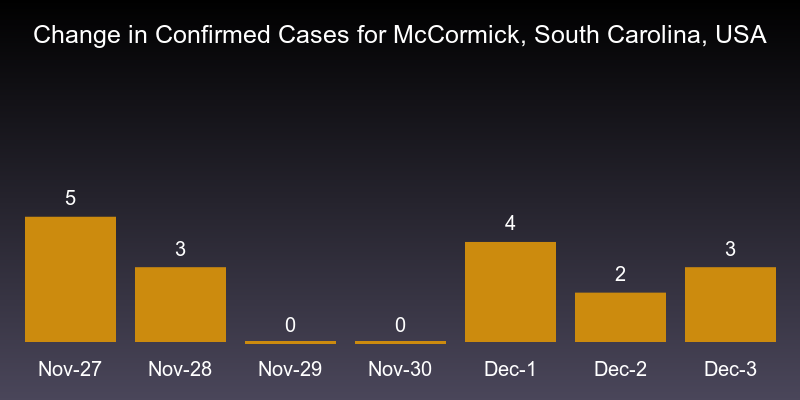 Change in Confirmed Cases for McCormick, South Carolina, USA
5
3
0
0
4
2
3
Nov-27
Nov-28
Nov-29
Nov-30
Dec-1
Dec-2
Dec-3